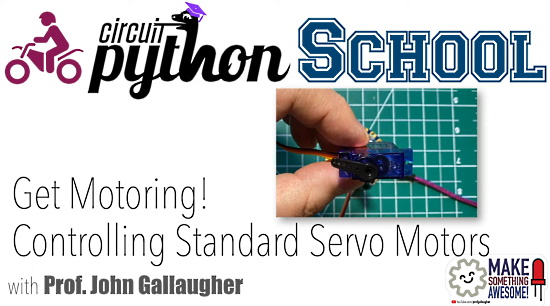 circuit
python SCHOOL
Get Motoring!
Controlling Standard Servo Motors
with Prof. John Gallaugher
MAKE
SOMETHING
AWESOME!